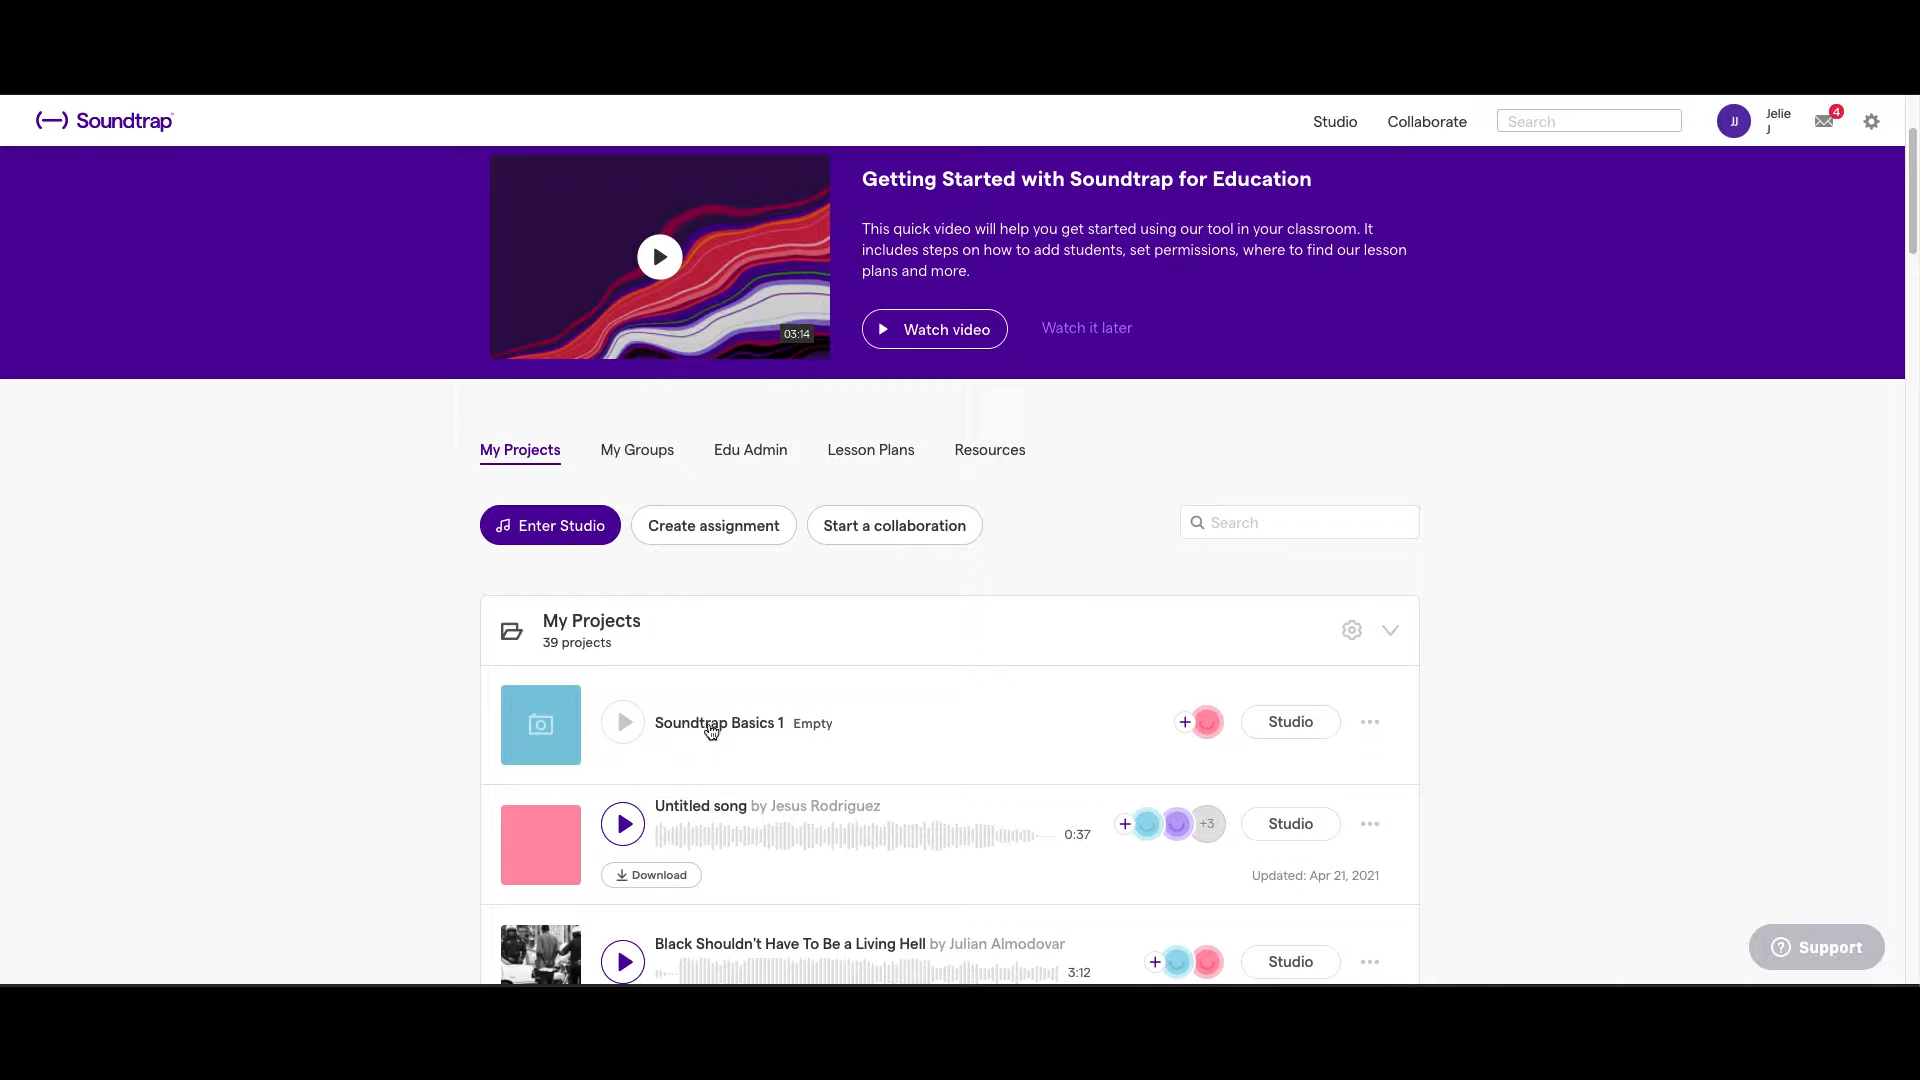 Soundtrap
Studio
Collaborate
Search
JJ
Jelie
J
4
Getting Started with Soundtrap for Education
This quick video will help you get started using our tool in your classroom. It
includes steps on how to add students, set permissions, where to find our lesson
plans and more.
03:14
Watch video
Watch it later
My Projects
My Groups
Edu Admin
Lesson Plans
Resources
Enter Studio
Create assignment
Start a collaboration
Search
My Projects
39 projects
Soundtrap Basics 1 Empty
+
Studio
Untitled song by Jesus Rodriguez
0:37
+
+3
Studio
Download
Updated: Apr 21, 2021
Black Shouldn't Have To Be a Living Hell by Julian Almodovar
3:12
+
Studio
? Support